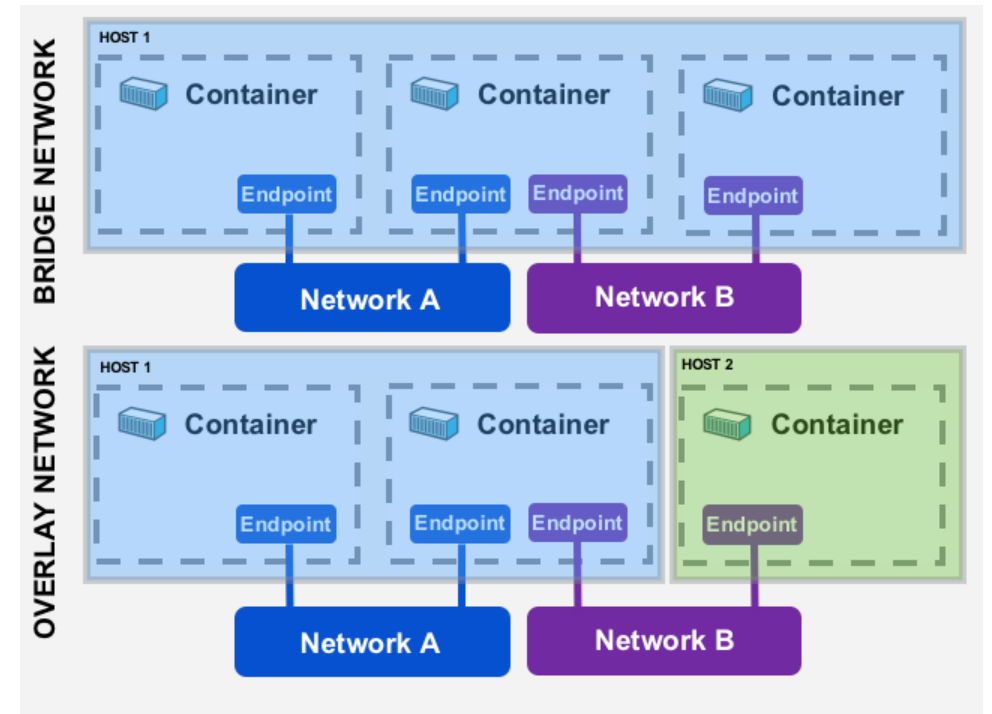 BRIDGE NETWORK
HOST 1
Container
Container
Container
Endpoint
Endpoint
Endpoint
Endpoint
Network A
Network B
OVERLAY NETWORK
HOST 1
HOST 2
Container
Container
Container
Endpoint
Endpoint
Endpoint
Endpoint
Network A
Network B